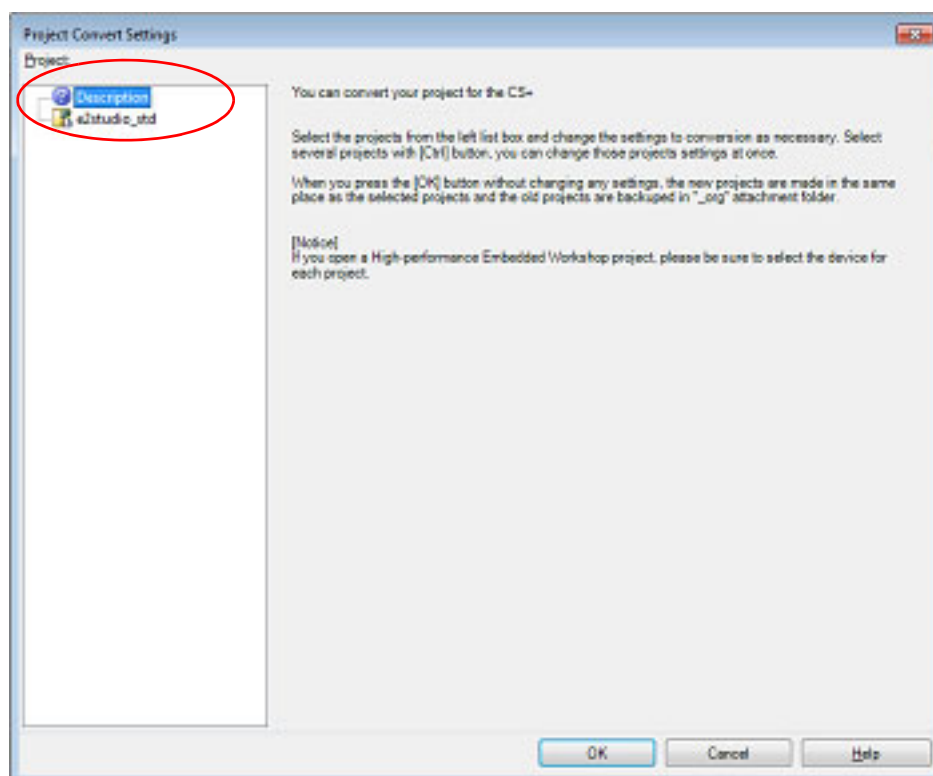 Project Convert Settings
Project:
Description
e2studio_std
You can convert your project for the CS+
Select the projects from the left list box and change the settings to conversion as necessary. Select
several projects with [Ctrl] button, you can change those projects settings at once.
When you press the [OK] button without changing any settings, the new projects are made in the same
place as the selected projects and the old projects are backuped in "_org" attachment folder.
[Notice]
If you open a High-performance Embedded Workshop project, please be sure to select the device for
each project.
OK
Cancel
Help